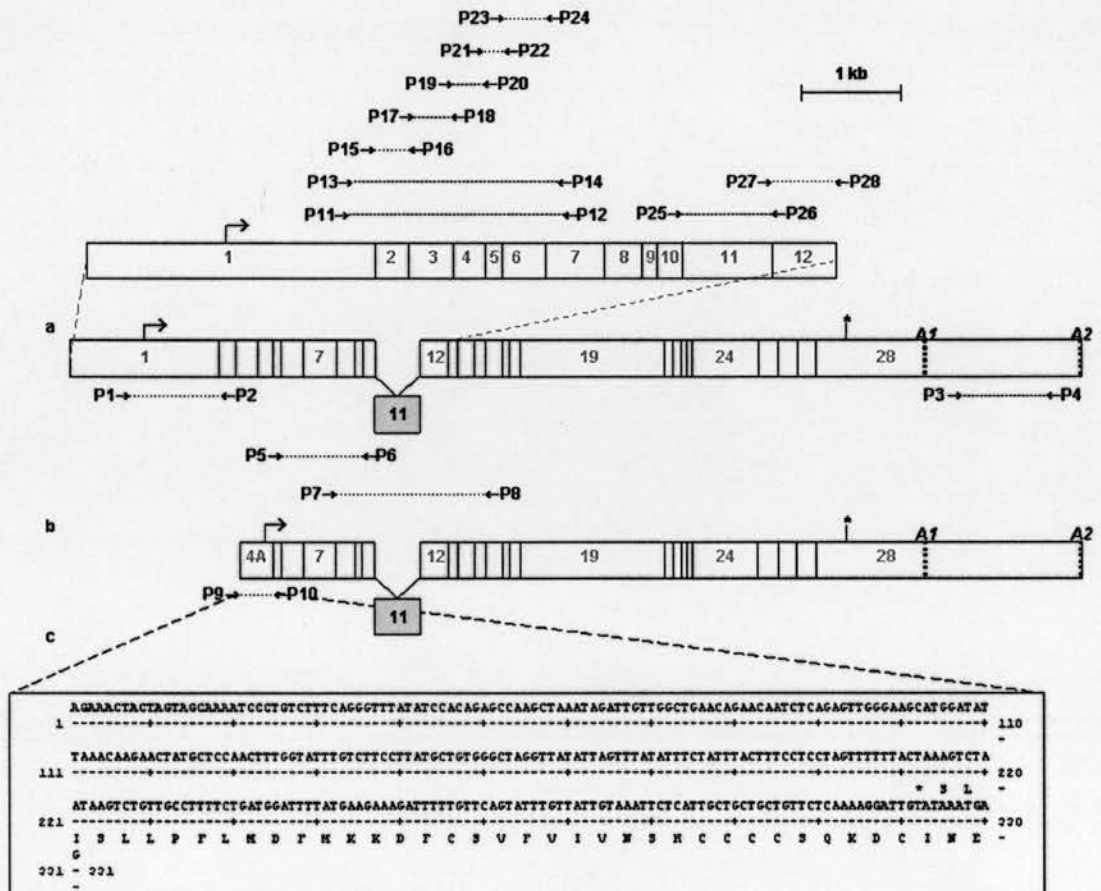 P23 P24
P21 P22
P19 P20
1 kb
P17 P18
P15 P16
P13 P14 P27 P28
P11 P12 P25 P26
1 2 3 4 5 6 7 8 9 10 11 12
a * A1 A2
1 7 12 19 24 28
P1 P2 P3 P4
11
P5 P6
P7 P8
b * A1 A2
4A 7 12 19 24 28
P9 P10
11
c
AGAAACTACTAGTAGCAAAATCCCTGTCTTTCAGGGTTTATATCCACAGAGCCAAGCTAAATAGATTGTTGGCTGAACAGAACAATCTCAGAGTTGGGAAGCATGGATAT
1 110
-
TAAACAAGAACTATGCTCCAACTTTGGTATTTGTCTTCCTTATGCTGTGGGCTAGGTTATATTAGTTTATATTTCTATTTACTTTCCTCCCTAGTTTTTTACTAAAGTCTA
111 220
* S L -
ATAAGTCTGTTGCCTTTTCTGATGGATTTTATGAAGAAAGATTTTTGTTCAGTATTTGTTATTGTAAATTCTCATTGCTGCTGCTGTTCTCAAAAGGATTGTATAAATGA
221 330
I S L L P F L M D F M K K D F C S V F V I V N S H C C C C S Q K D C I N E -
G
331 - 331
-